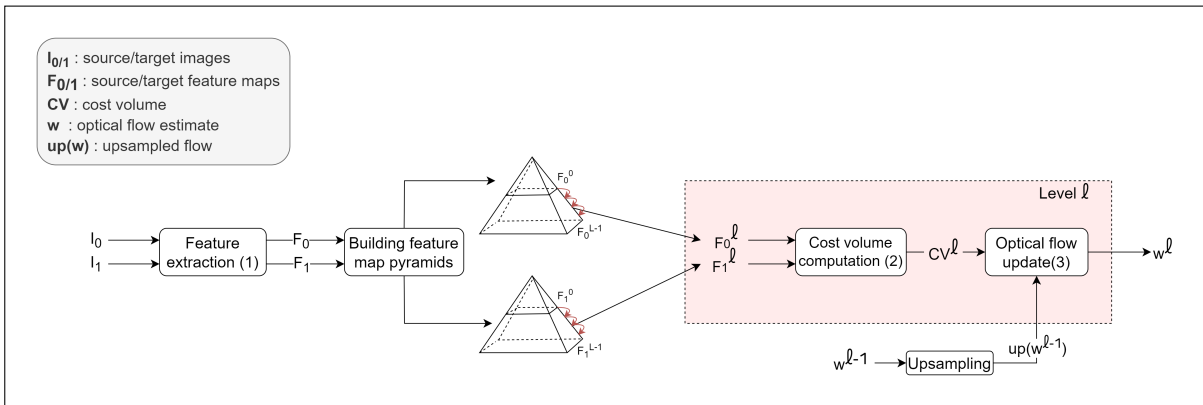 I0/1 : source/target images
F0/1 : source/target feature maps
CV : cost volume
w : optical flow estimate
up(w) : upsampled flow
I0
I1
Feature
extraction (1)
F0
F1
Building feature
map pyramids
F0^0
F0^L-1
F1^0
F1^L-1
Level ℓ
F0^ℓ
F1^ℓ
Cost volume
computation (2)
CV^ℓ
Optical flow
update(3)
w^ℓ
w^ℓ-1
Upsampling
up(w^ℓ-1)